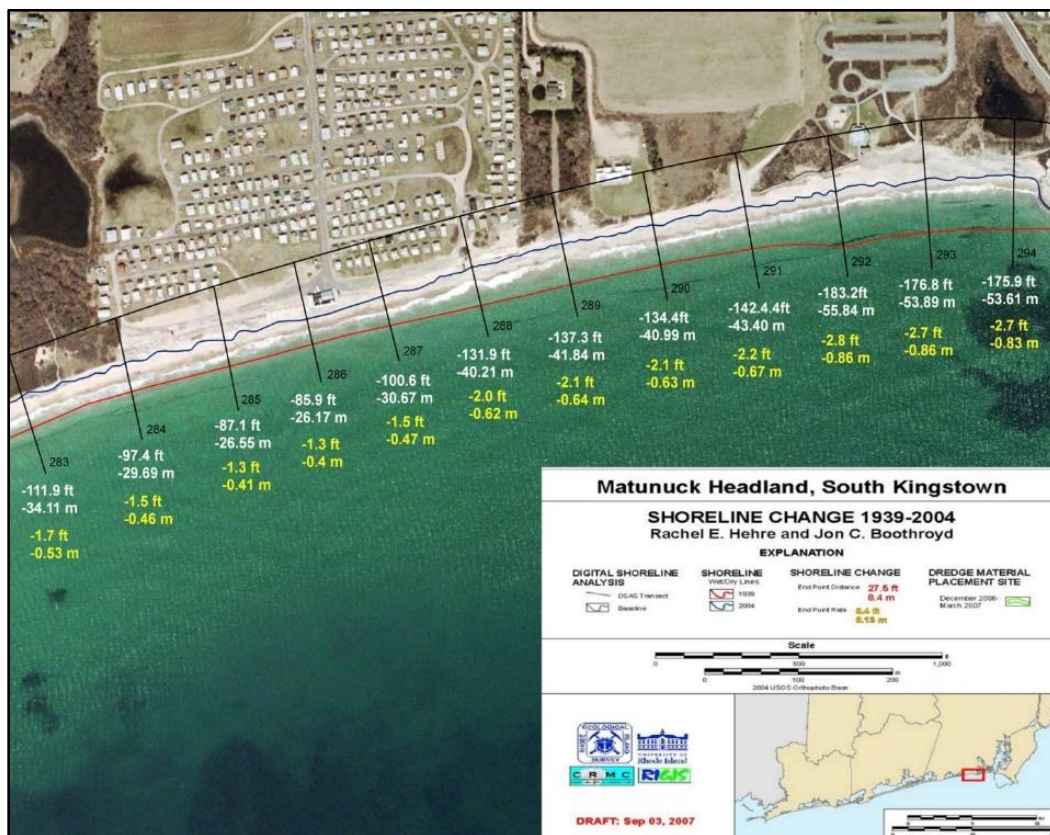 283
-111.9 ft
-34.11 m
-1.7 ft
-0.53 m
284
-97.4 ft
-29.69 m
-1.5 ft
-0.46 m
285
-87.1 ft
-26.55 m
-1.3 ft
-0.41 m
286
-85.9 ft
-26.17 m
-1.3 ft
-0.4 m
287
-100.6 ft
-30.67 m
-1.5 ft
-0.47 m
288
-131.9 ft
-40.21 m
-2.0 ft
-0.62 m
289
-137.3 ft
-41.84 m
-2.1 ft
-0.64 m
290
-134.4ft
-40.99 m
-2.1 ft
-0.63 m
291
-142.4.4ft
-43.40 m
-2.2 ft
-0.67 m
292
-183.2ft
-55.84 m
-2.8 ft
-0.86 m
293
-176.8 ft
-53.89 m
-2.7 ft
-0.86 m
294
-175.9 ft
-53.61 m
-2.7 ft
-0.83 m
Matunuck Headland, South Kingstown
SHORELINE CHANGE 1939-2004
Rachel E. Hehre and Jon C. Boothroyd
EXPLANATION
DIGITAL SHORELINE
ANALYSIS
DSAS Transect
Baseline
SHORELINE
Wet/Dry Lines
1939
2004
SHORELINE CHANGE
End Point Distance 27.5 ft
8.4 m
End Point Rate
DREDGE MATERIAL
PLACEMENT SITE
December 2006-
March 2007
Scale
0 500 1,000
0 100 200
2004 USGS Orthophoto Base
GEOLOGICAL
SURVEY
UNIVERSITY OF
Rhode Island
C R M C
RIGIS
DRAFT: Sep 03, 2007